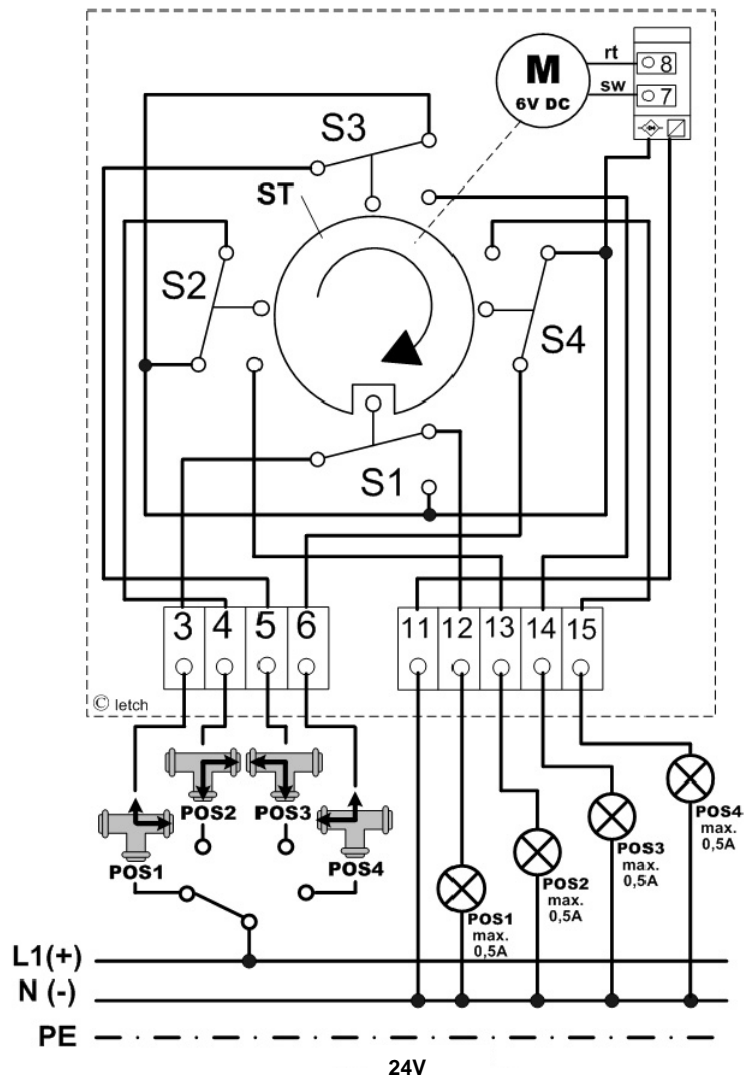 M
6V DC
rt
8
sw
7
S3
ST
S2
S4
S1
3
4
5
6
11
12
13
14
15
© letch
POS1
POS2
POS3
POS4
POS1
max.
0,5A
POS2
max.
0,5A
POS3
max.
0,5A
POS4
max.
0,5A
L1(+)
N (-)
PE
24V